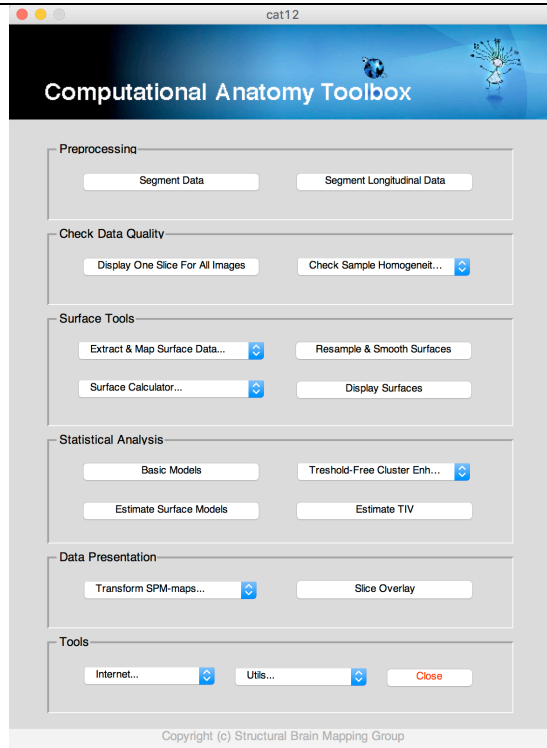 cat12
Computational Anatomy Toolbox
Preprocessing
Segment Data
Segment Longitudinal Data
Check Data Quality
Display One Slice For All Images
Check Sample Homogeneit...
Surface Tools
Extract & Map Surface Data...
Resample & Smooth Surfaces
Surface Calculator...
Display Surfaces
Statistical Analysis
Basic Models
Treshold-Free Cluster Enh...
Estimate Surface Models
Estimate TIV
Data Presentation
Transform SPM-maps...
Slice Overlay
Tools
Internet...
Utils...
Close
Copyright (c) Structural Brain Mapping Group